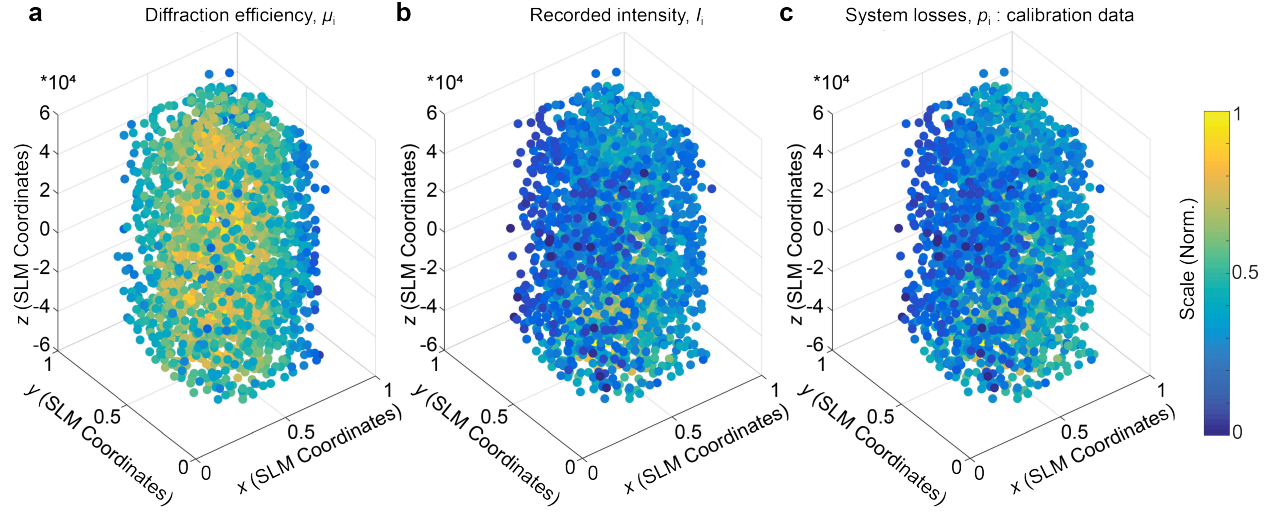 a
Diffraction efficiency, μi
b
Recorded intensity, Ii
c
System losses, pi : calibration data
*10⁴
6
4
2
0
-2
-4
-6
z (SLM Coordinates)
1
0.5
0
y (SLM Coordinates)
0
0.5
1
x (SLM Coordinates)
*10⁴
6
4
2
0
-2
-4
-6
z (SLM Coordinates)
1
0.5
0
y (SLM Coordinates)
0
0.5
1
x (SLM Coordinates)
*10⁴
6
4
2
0
-2
-4
-6
z (SLM Coordinates)
1
0.5
0
y (SLM Coordinates)
0
0.5
1
x (SLM Coordinates)
1
0.5
0
Scale (Norm.)